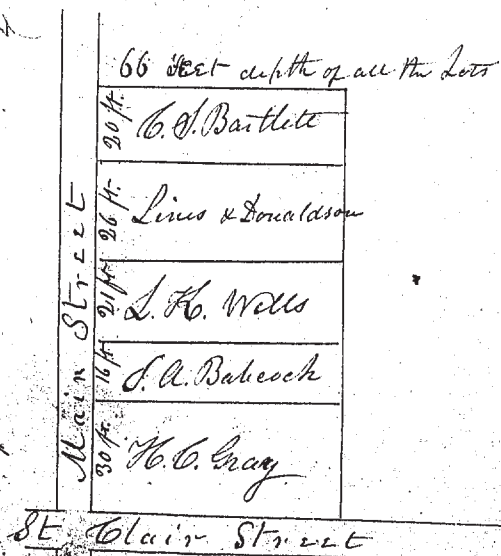 66 feet depth of all the Lots
20 ft. C. S. Bartlett
26 ft. Lines & Donaldson
21 ft. L. H. Wells
16 ft. S. A. Babcock
30 ft. H. C. Gray
Main Street
St Clair Street